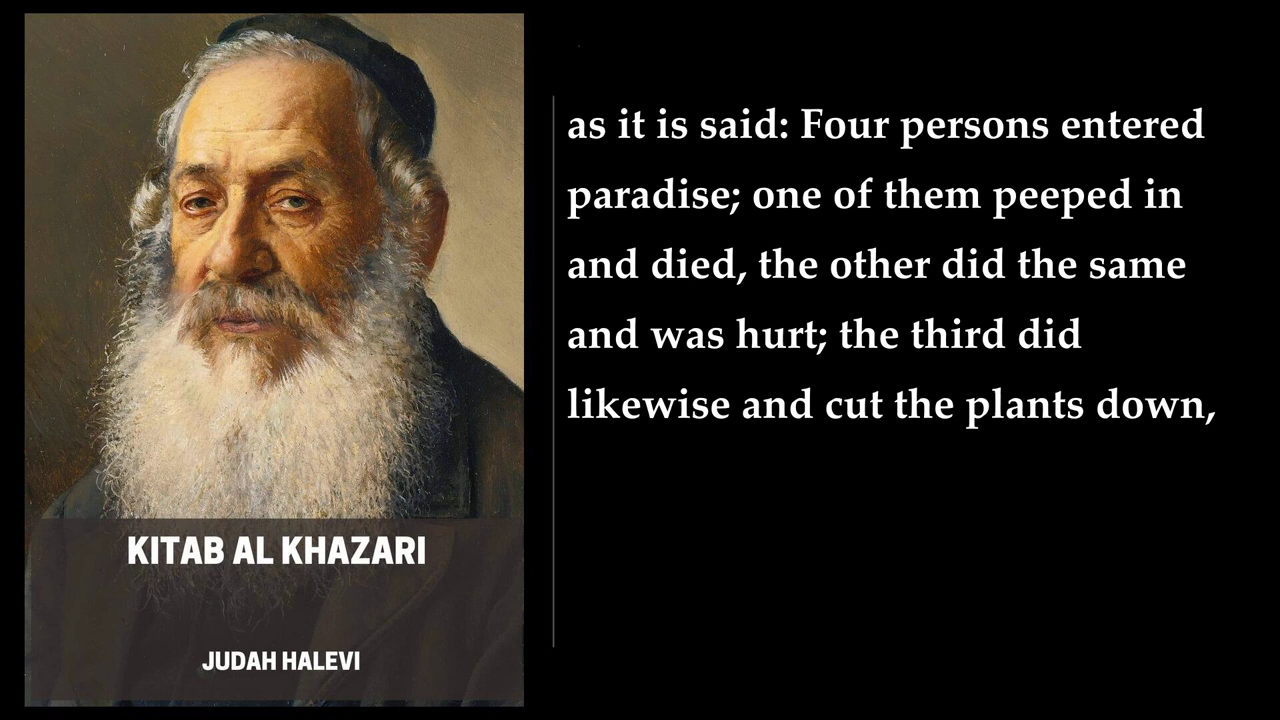 as it is said: Four persons entered
paradise; one of them peeped in
and died, the other did the same
and was hurt; the third did
likewise and cut the plants down,
KITAB AL KHAZARI
JUDAH HALEVI